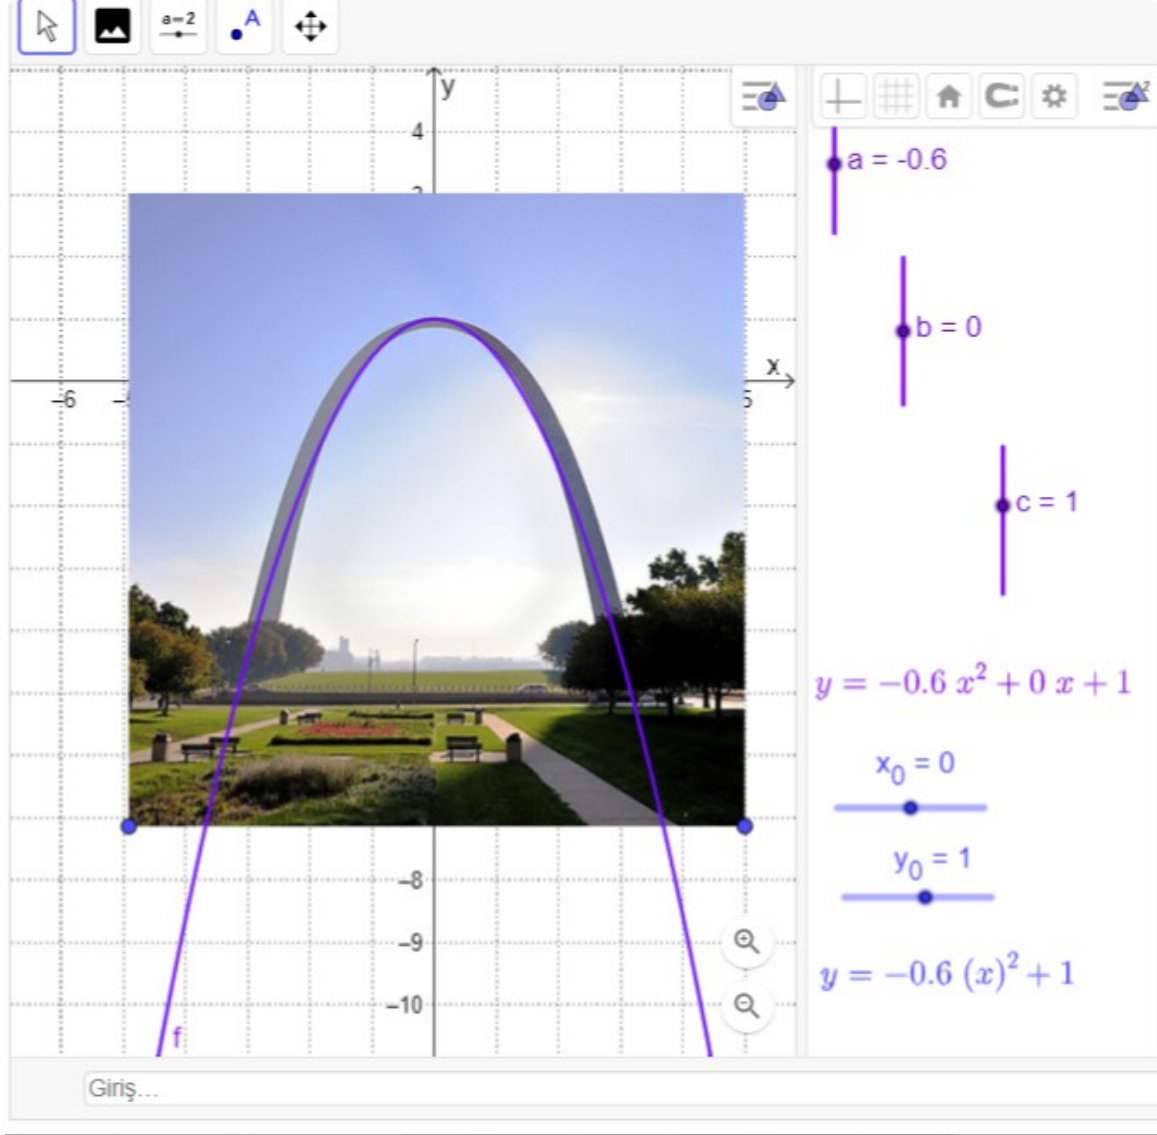 a=2
A
y
4
3
x
-6
5
-8
-9
-10
f
a = -0.6
b = 0
c = 1
y = −0.6 x² + 0 x + 1
x₀ = 0
y₀ = 1
y = −0.6 (x)² + 1
Giriş...